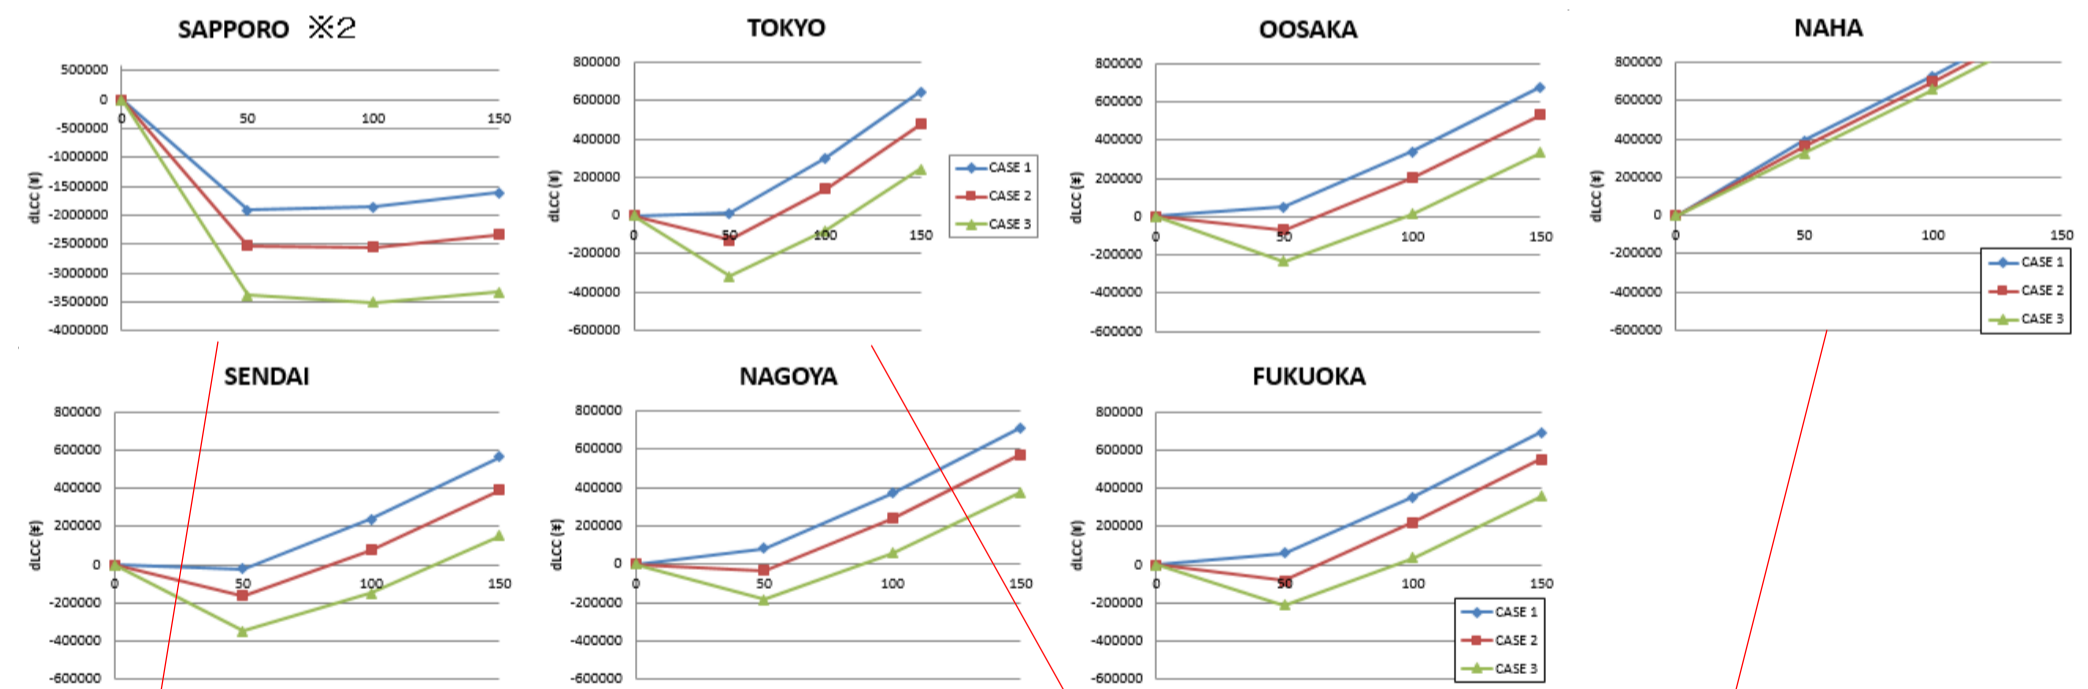 SAPPORO ※2
500000
0
-500000
-1000000
-1500000
-2000000
-2500000
-3000000
-3500000
-4000000
dLCC (¥)
0 50 100 150
TOKYO
800000
600000
400000
200000
0
-200000
-400000
-600000
dLCC (¥)
0 50 100 150
CASE 1
CASE 2
CASE 3
OOSAKA
800000
600000
400000
200000
0
-200000
-400000
-600000
dLCC (¥)
0 50 100 150
NAHA
800000
600000
400000
200000
0
-200000
-400000
-600000
dLCC (¥)
0 50 100 150
CASE 1
CASE 2
CASE 3
SENDAI
800000
600000
400000
200000
0
-200000
-400000
-600000
dLCC (¥)
0 50 100 150
NAGOYA
800000
600000
400000
200000
0
-200000
-400000
-600000
dLCC (¥)
0 50 100 150
FUKUOKA
800000
600000
400000
200000
0
-200000
-400000
-600000
dLCC (¥)
0 50 100 150
CASE 1
CASE 2
CASE 3